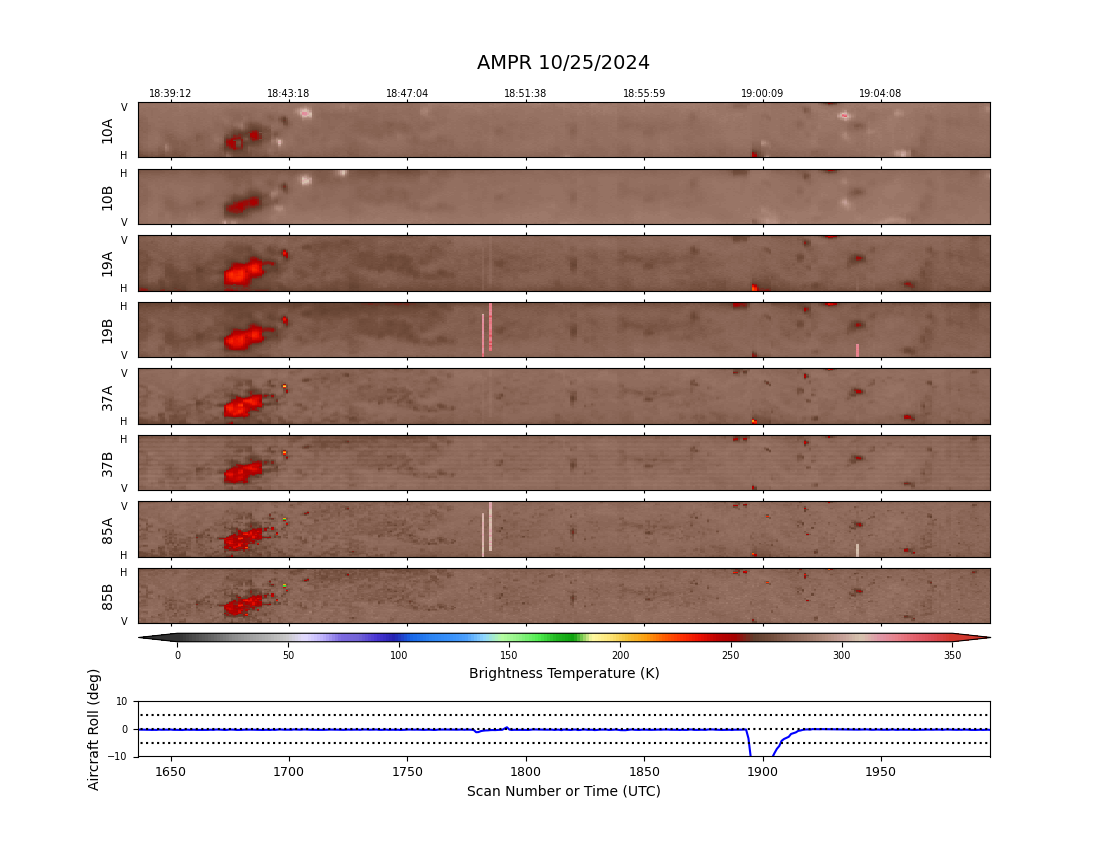 AMPR 10/25/2024
18:39:12 18:43:18 18:47:04 18:51:38 18:55:59 19:00:09 19:04:08
V
10A
H
H
10B
V
V
19A
H
H
19B
V
V
37A
H
H
37B
V
V
85A
H
H
85B
V
0 50 100 150 200 250 300 350
Brightness Temperature (K)
Aircraft Roll (deg)
10
0
−10
1650 1700 1750 1800 1850 1900 1950
Scan Number or Time (UTC)